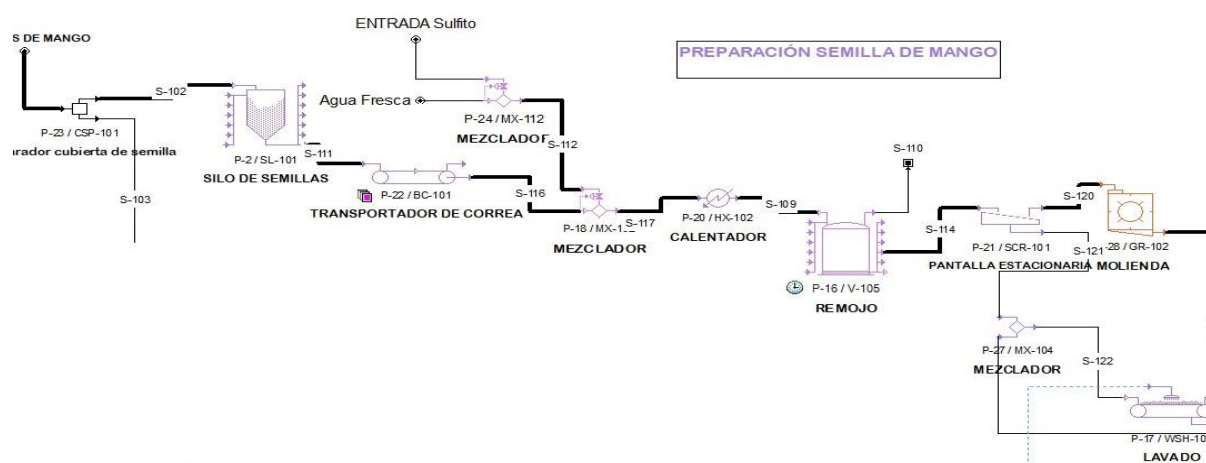 ENTRADA Sulfito
S DE MANGO
PREPARACIÓN SEMILLA DE MANGO
S-102
Agua Fresca
P-24 / MX-112
MEZCLADOR
P-23 / CSP-101
arador cubierta de semilla
S-112
S-111
P-2 / SL-101
SILO DE SEMILLAS
S-110
S-103
P-22 / BC-101
S-116
TRANSPORTADOR DE CORREA
S-109
S-120
P-18 / MX-1
S-117
MEZCLADOR
P-20 / HX-102
CALENTADOR
S-114
P-21 / SCR-101
S-121
-28 / GR-102
PANTALLA ESTACIONARIA
MOLIENDA
P-16 / V-105
REMOJO
P-27 / MX-104
MEZCLADOR
S-122
P-17 / WSH-10
LAVADO